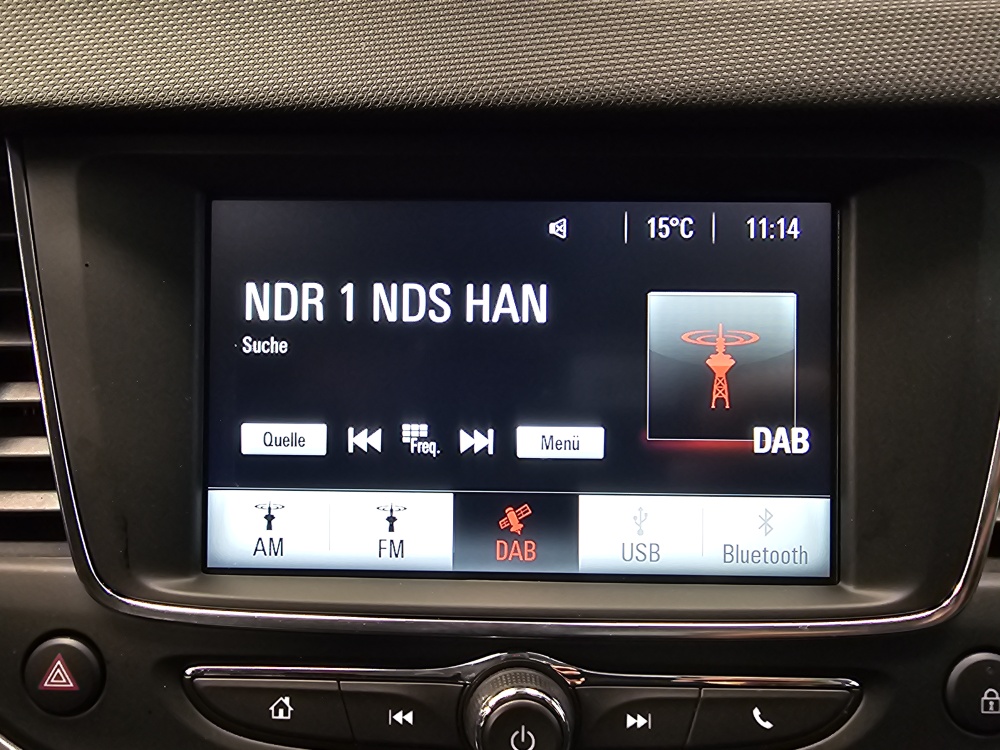 15°C 11:14
NDR 1 NDS HAN
Suche
Quelle Freq. Menü
DAB
AM FM DAB USB Bluetooth